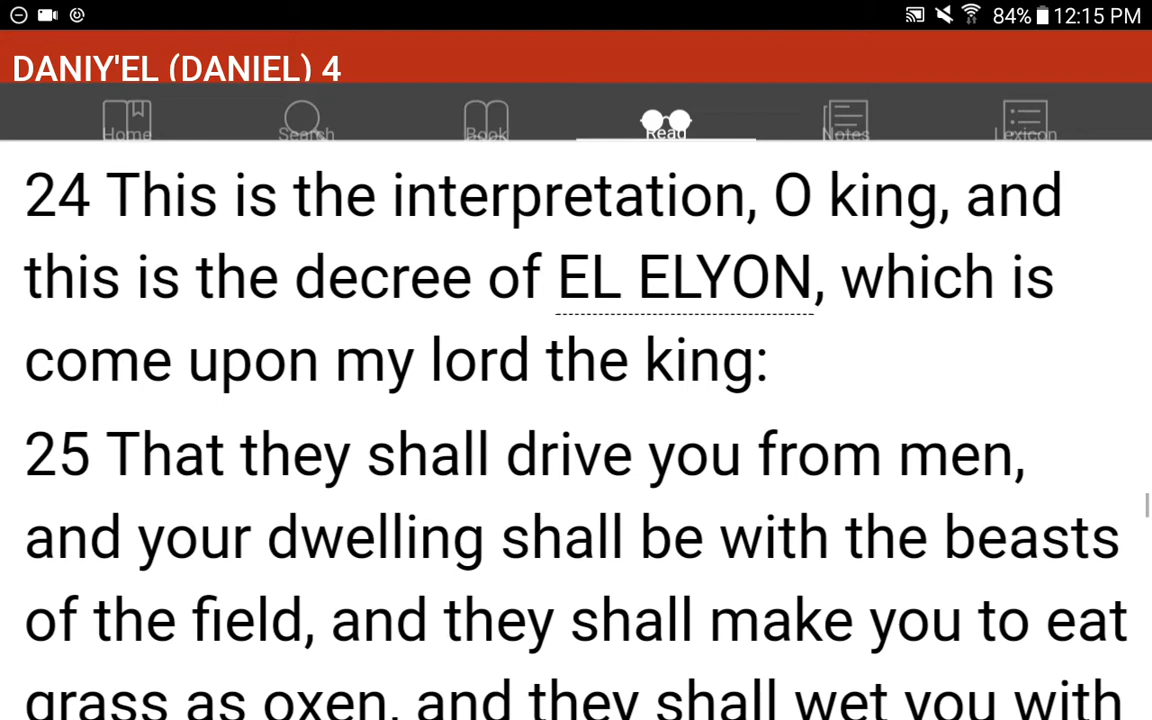 84% 12:15 PM
DANIY'EL (DANIEL) 4
Home Search Book Read Notes Lexicon
24 This is the interpretation, O king, and
this is the decree of EL ELYON, which is
come upon my lord the king:
25 That they shall drive you from men,
and your dwelling shall be with the beasts
of the field, and they shall make you to eat
grass as oxen, and they shall wet you with